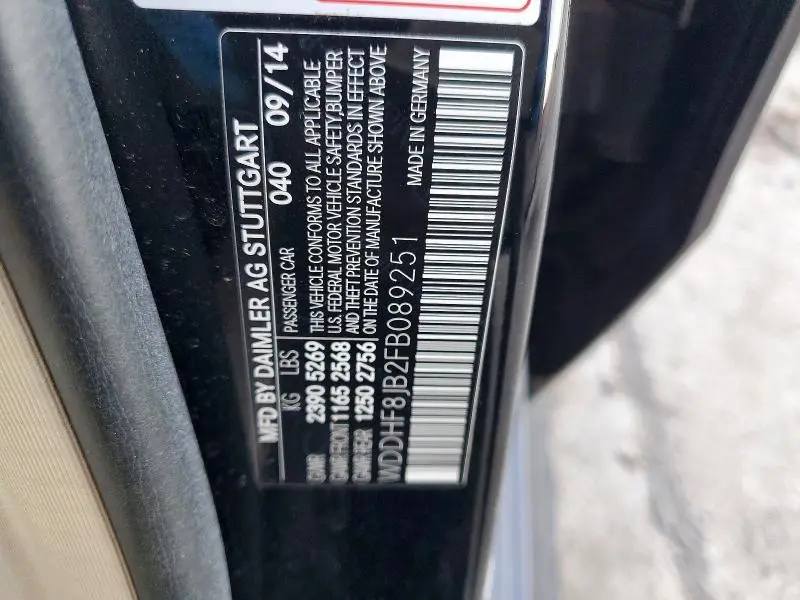 MFD BY DAIMLER AG STUTTGART
040 09/14
KG LBS PASSENGER CAR
GVWR 2390 5269 THIS VEHICLE CONFORMS TO ALL APPLICABLE
GAWR FRONT 1165 2568 U.S. FEDERAL MOTOR VEHICLE SAFETY,BUMPER
GAWR REAR 1250 2756 AND THEFT PREVENTION STANDARDS IN EFFECT
ON THE DATE OF MANUFACTURE SHOWN ABOVE
WDDHF8JB2FB089251 MADE IN GERMANY